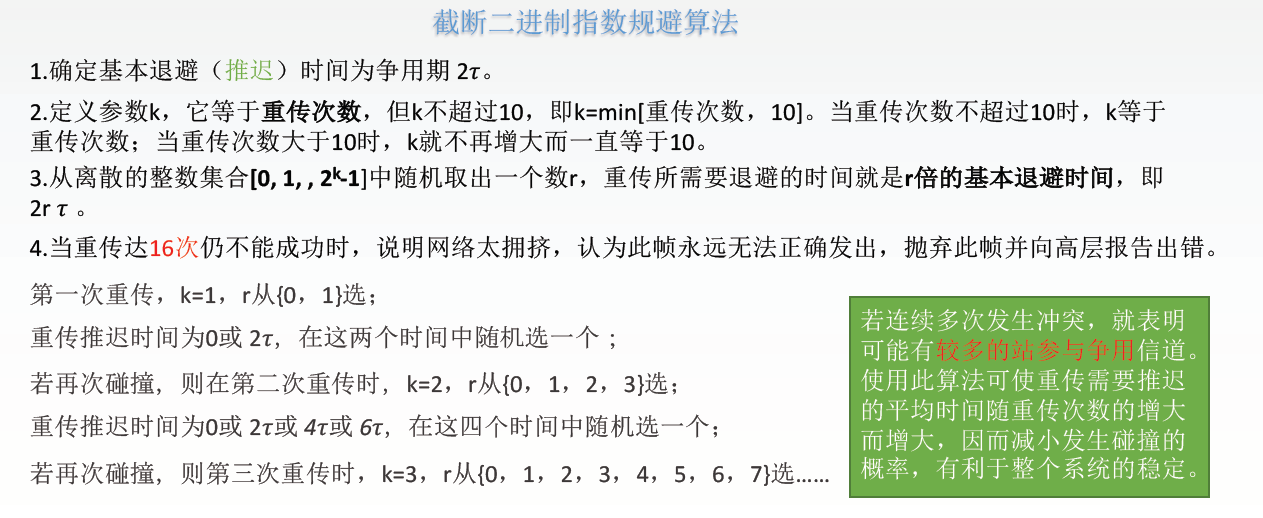 截断二进制指数规避算法
1.确定基本退避（推迟）时间为争用期 2τ。
2.定义参数k，它等于重传次数，但k不超过10，即k=min[重传次数，10]。当重传次数不超过10时，k等于
重传次数；当重传次数大于10时，k就不再增大而一直等于10。
3.从离散的整数集合[0, 1, , 2ᵏ-1]中随机取出一个数r，重传所需要退避的时间就是r倍的基本退避时间，即
2r τ 。
4.当重传达16次仍不能成功时，说明网络太拥挤，认为此帧永远无法正确发出，抛弃此帧并向高层报告出错。
第一次重传，k=1，r从{0，1}选；
重传推迟时间为0或 2τ，在这两个时间中随机选一个；
若再次碰撞，则在第二次重传时，k=2，r从{0，1，2，3}选；
重传推迟时间为0或 2τ或 4τ或 6τ，在这四个时间中随机选一个；
若再次碰撞，则第三次重传时，k=3，r从{0，1，2，3，4，5，6，7}选……
若连续多次发生冲突，就表明
可能有较多的站参与争用信道。
使用此算法可使重传需要推迟
的平均时间随重传次数的增大
而增大，因而减小发生碰撞的
概率，有利于整个系统的稳定。